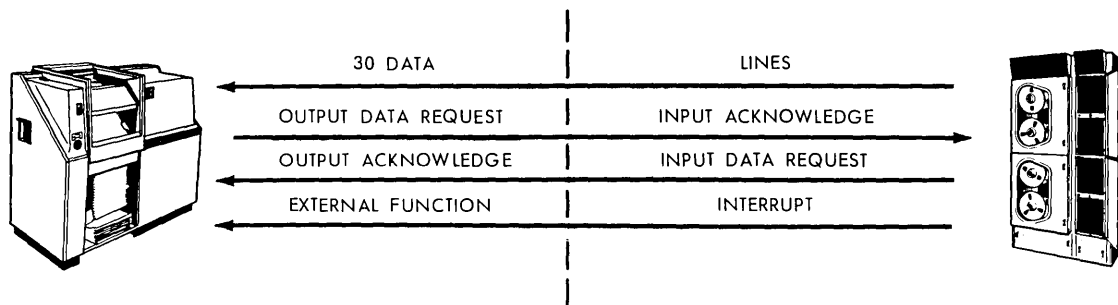 30 DATA LINES
OUTPUT DATA REQUEST INPUT ACKNOWLEDGE
OUTPUT ACKNOWLEDGE INPUT DATA REQUEST
EXTERNAL FUNCTION INTERRUPT